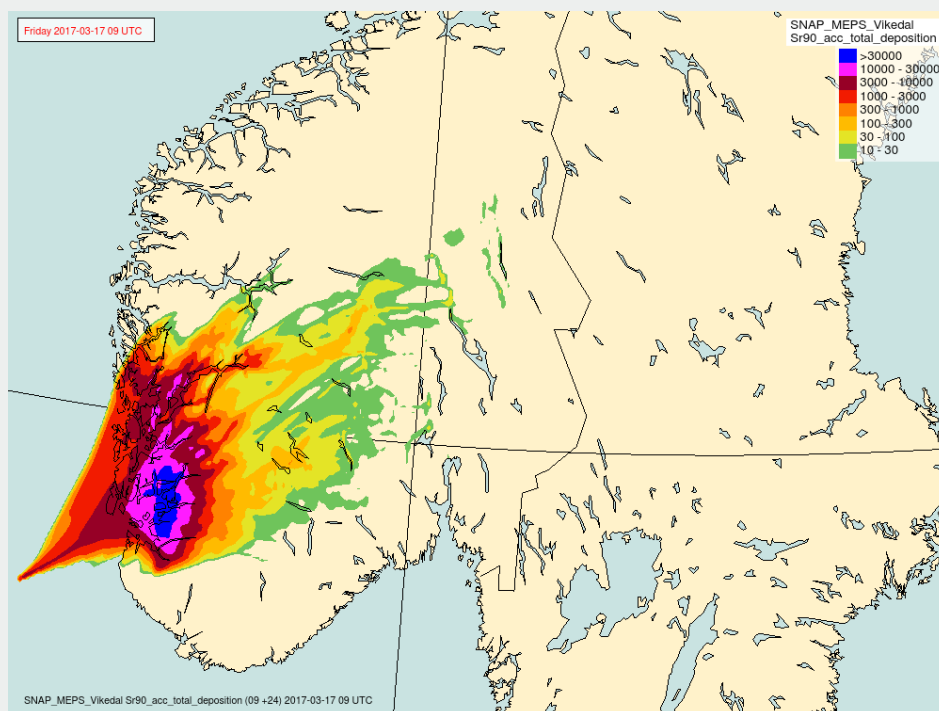 Friday 2017-03-17 09 UTC
SNAP_MEPS_Vikedal
Sr90_acc_total_deposition
>30000
10000 - 30000
3000 - 10000
1000 - 3000
300 - 1000
100 - 300
30 - 100
10 - 30
SNAP_MEPS_Vikedal Sr90_acc_total_deposition (09 +24) 2017-03-17 09 UTC